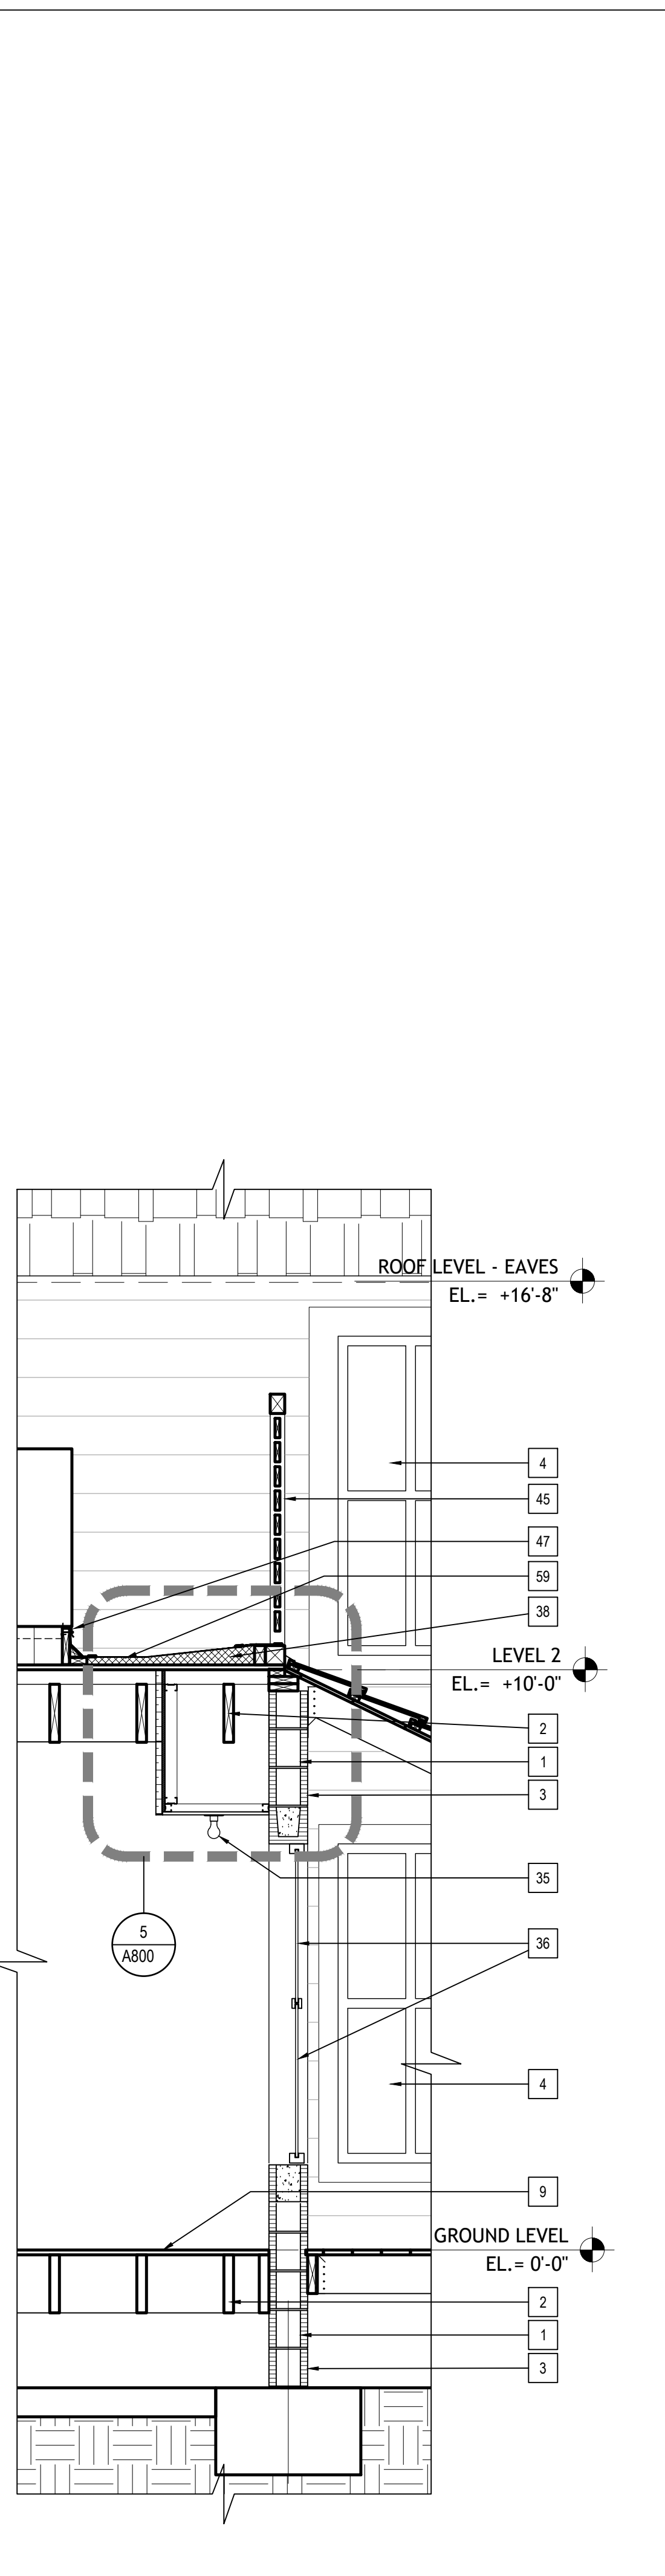 ROOF LEVEL - EAVES
EL.= +16'-8"
4
45
47
59
38
LEVEL 2
EL.= +10'-0"
2
1
3
35
5
A800
36
4
9
GROUND LEVEL
EL.= 0'-0"
2
1
3